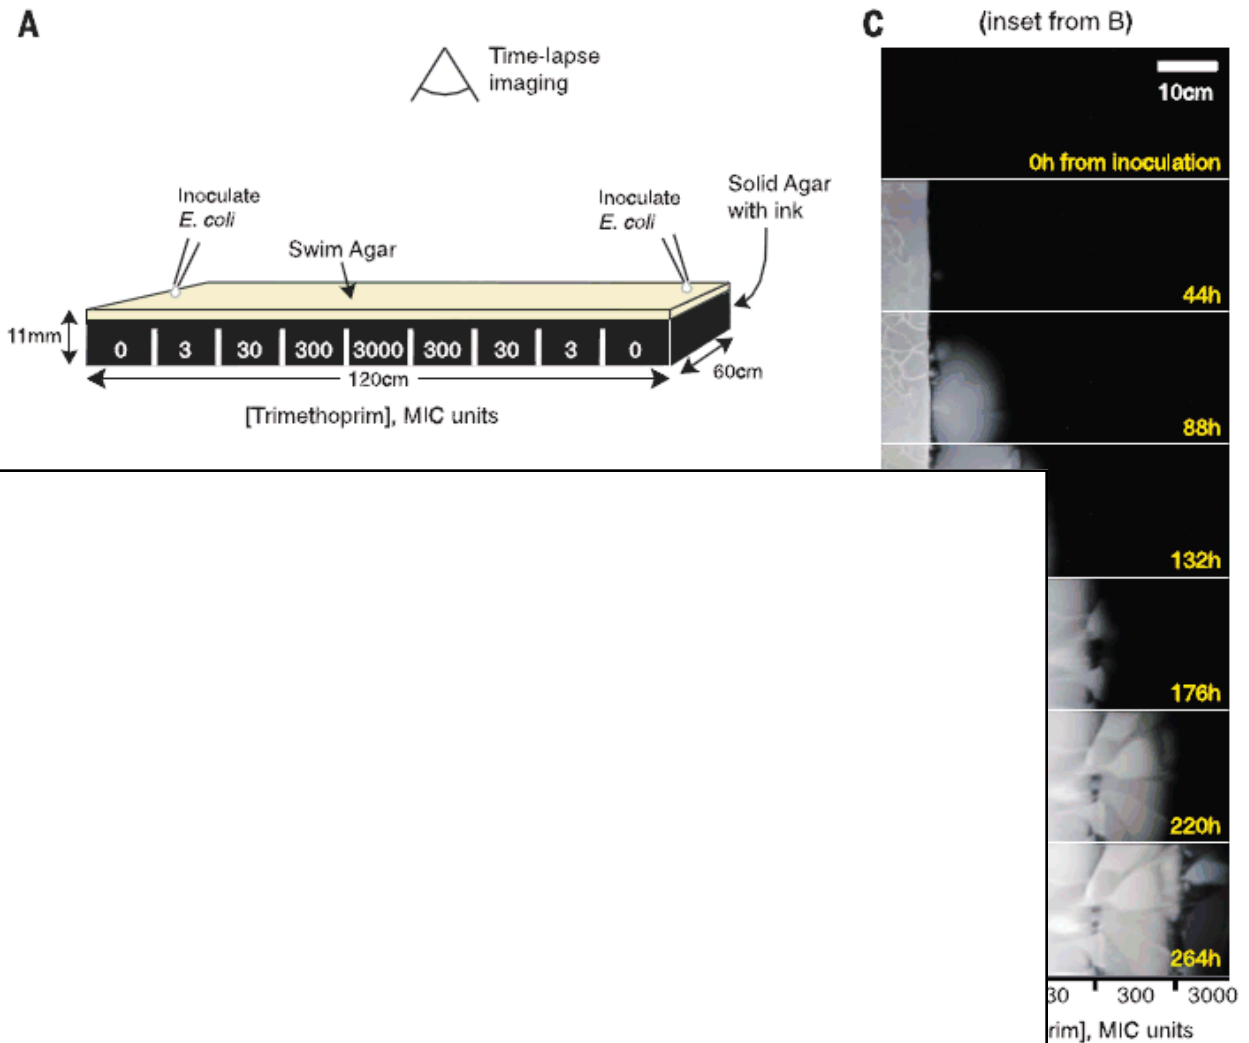 A
Time-lapse
imaging
Inoculate
E. coli
Swim Agar
Inoculate
E. coli
Solid Agar
with ink
11mm
0 3 30 300 3000 300 30 3 0
120cm
60cm
[Trimethoprim], MIC units
C
(inset from B)
10cm
0h from inoculation
44h
88h
132h
176h
220h
264h
30 300 3000
rim], MIC units